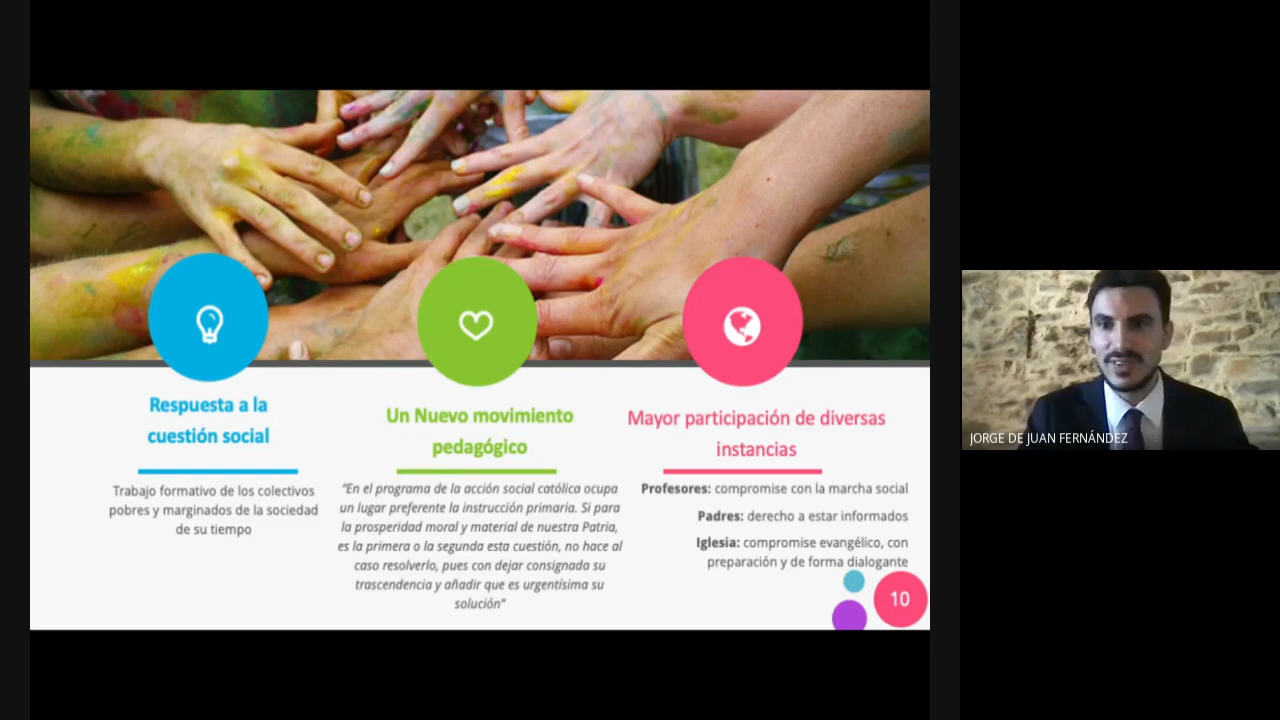 Respuesta a la
cuestión social
Trabajo formativo de los colectivos
pobres y marginados de la sociedad
de su tiempo
Un Nuevo movimiento
pedagógico
“En el programa de la acción social católica ocupa
un lugar preferente la instrucción primaria. Si para
la prosperidad moral y material de nuestra Patria,
es la primera o la segunda esta cuestión, no hace al
caso resolverlo, pues con dejar consignada su
trascendencia y añadir que es urgentísima su
solución”
Mayor participación de diversas
instancias
Profesores: compromise con la marcha social
Padres: derecho a estar informados
Iglesia: compromise evangélico, con
preparación y de forma dialogante
10
JORGE DE JUAN FERNÁNDEZ